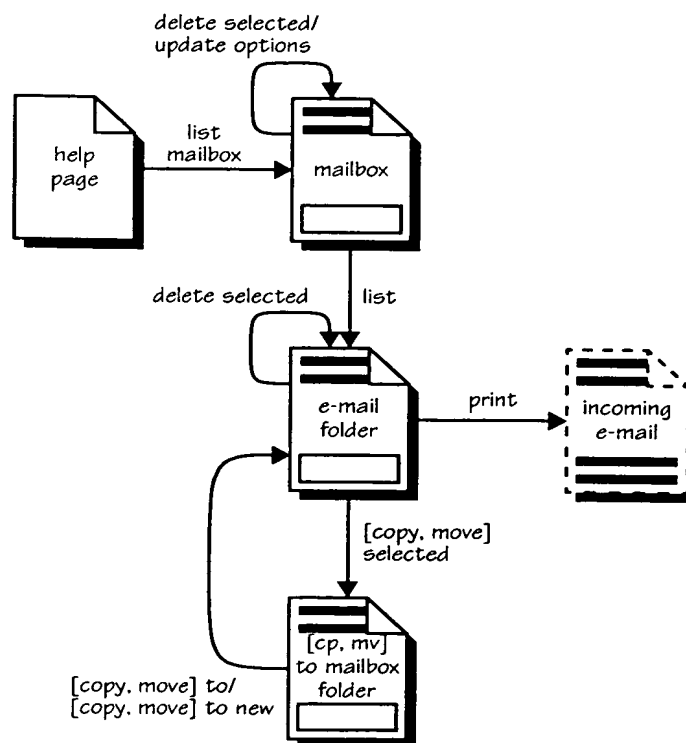 delete selected/
update options
help
page
list
mailbox
mailbox
delete selected
list
e-mail
folder
print
incoming
e-mail
[copy, move]
selected
[cp, mv]
to mailbox
folder
[copy, move] to/
[copy, move] to new